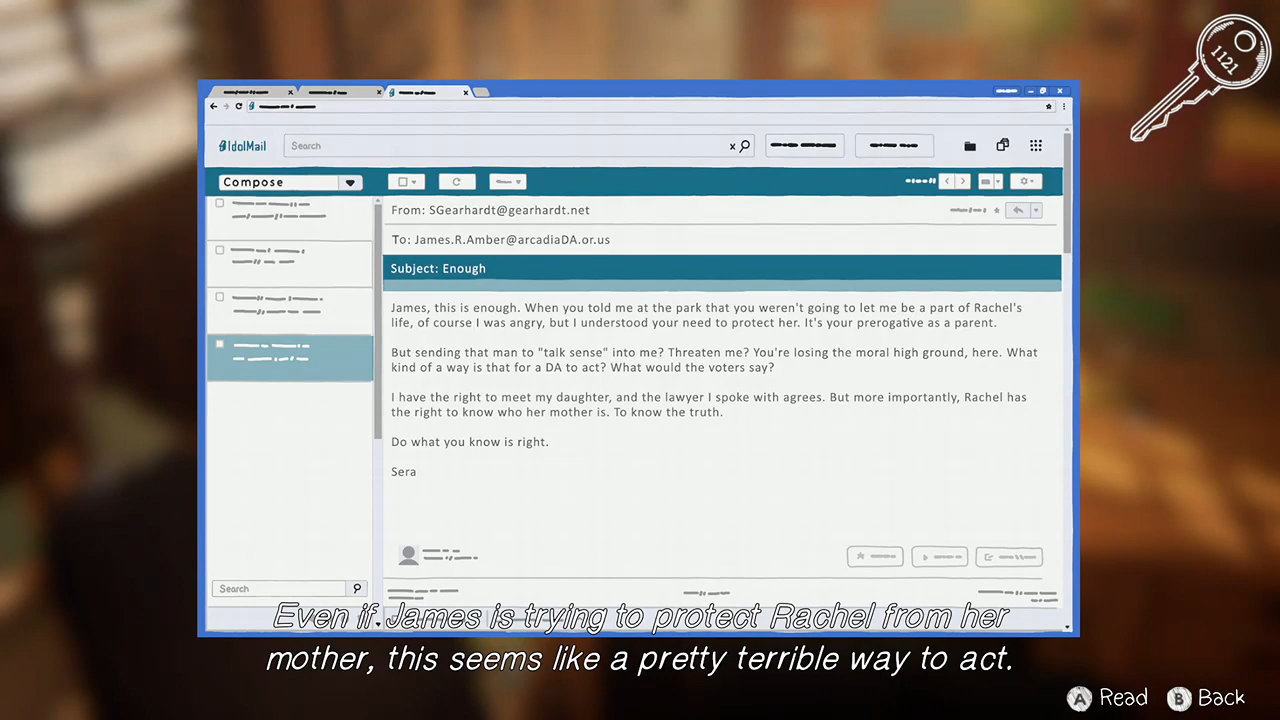 1121
IdolMail
Search
x
Compose
From: SGearhardt@gearhardt.net
To: James.R.Amber@arcadiaDA.or.us
Subject: Enough
James, this is enough. When you told me at the park that you weren't going to let me be a part of Rachel's
life, of course I was angry, but I understood your need to protect her. It's your prerogative as a parent.
But sending that man to "talk sense" into me? Threaten me? You're losing the moral high ground, here. What
kind of a way is that for a DA to act? What would the voters say?
I have the right to meet my daughter, and the lawyer I spoke with agrees. But more importantly, Rachel has
the right to know who her mother is. To know the truth.
Do what you know is right.
Sera
Search
Even if James is trying to protect Rachel from her
mother, this seems like a pretty terrible way to act.
A Read B Back